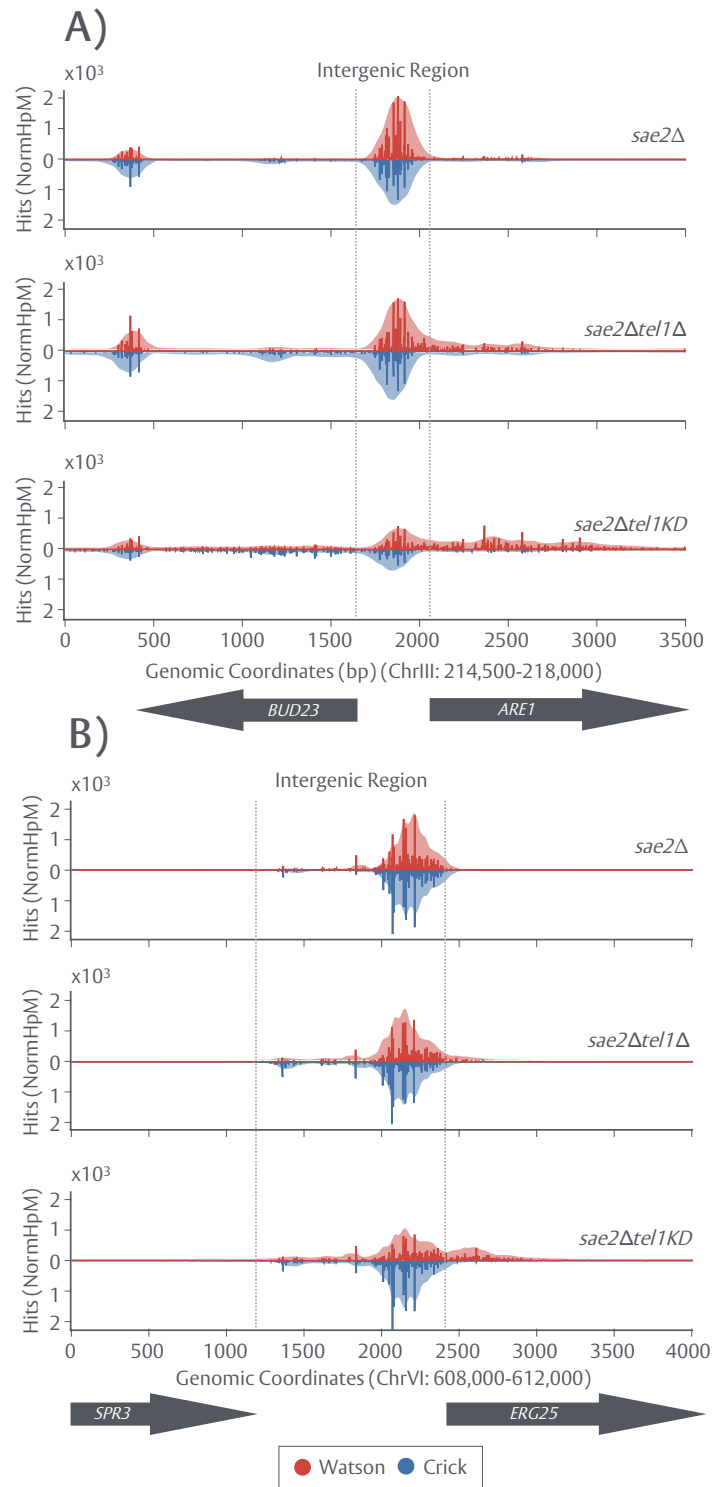 A)
Intergenic Region
x10³
Hits (NormHpM)
2
1
0
1
2
sae2Δ
x10³
Hits (NormHpM)
2
1
0
1
2
sae2Δtel1Δ
x10³
Hits (NormHpM)
2
1
0
1
2
sae2Δtel1KD
0 500 1000 1500 2000 2500 3000 3500
Genomic Coordinates (bp) (ChrIII: 214,500-218,000)
BUD23 ARE1
B)
Intergenic Region
x10³
Hits (NormHpM)
2
1
0
1
2
sae2Δ
x10³
Hits (NormHpM)
2
1
0
1
2
sae2Δtel1Δ
x10³
Hits (NormHpM)
2
1
0
1
2
sae2Δtel1KD
0 500 1000 1500 2000 2500 3000 3500 4000
Genomic Coordinates (ChrVI: 608,000-612,000)
SPR3 ERG25
Watson Crick